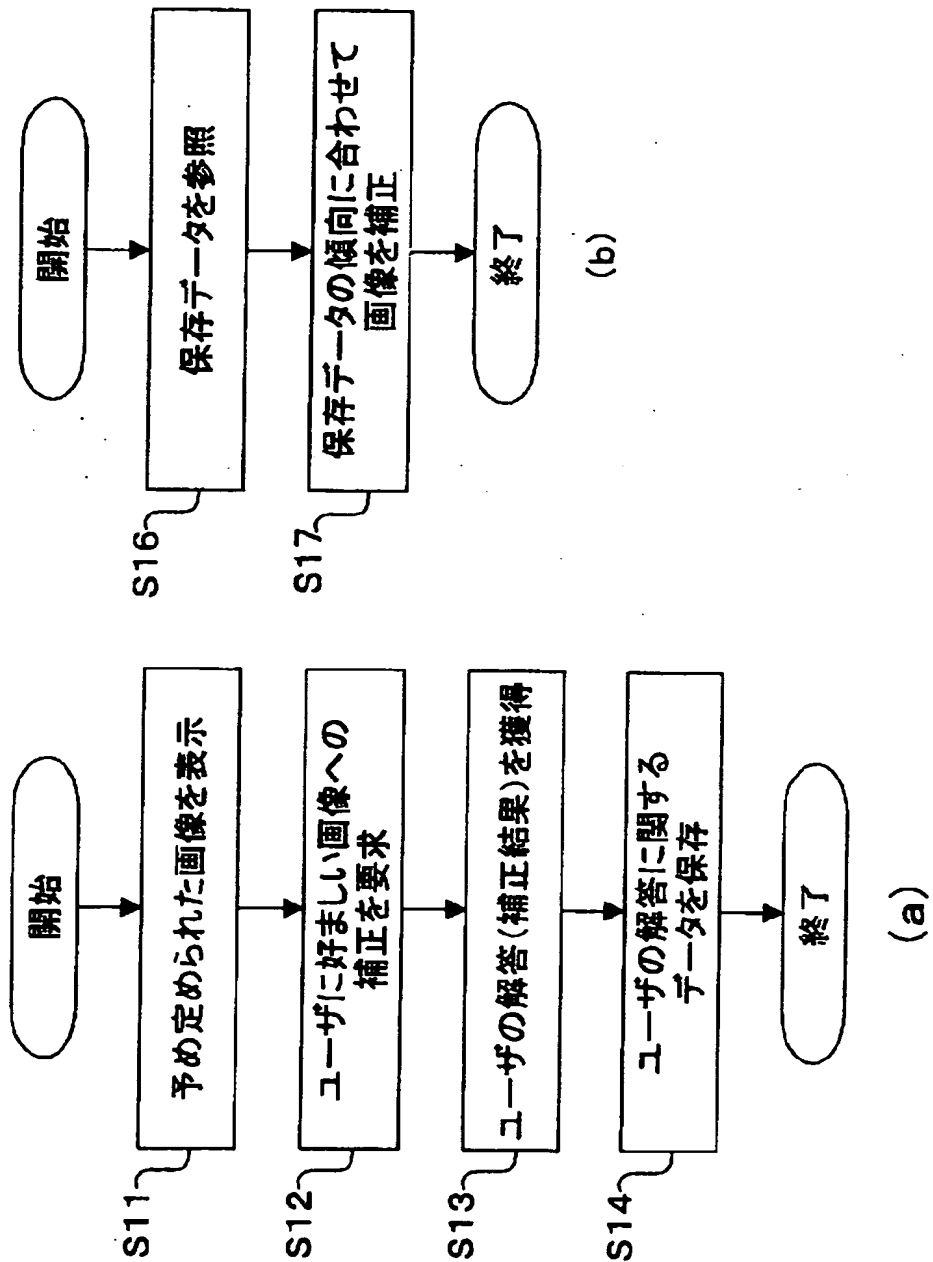 開始
S11
予め定められた画像を表示
S12
ユーザに好ましい画像への
補正を要求
S13
ユーザの解答(補正結果)を獲得
S14
ユーザの解答に関する
データを保存
終了
(a)
開始
S16
保存データを参照
S17
保存データの傾向に合わせて
画像を補正
終了
(b)